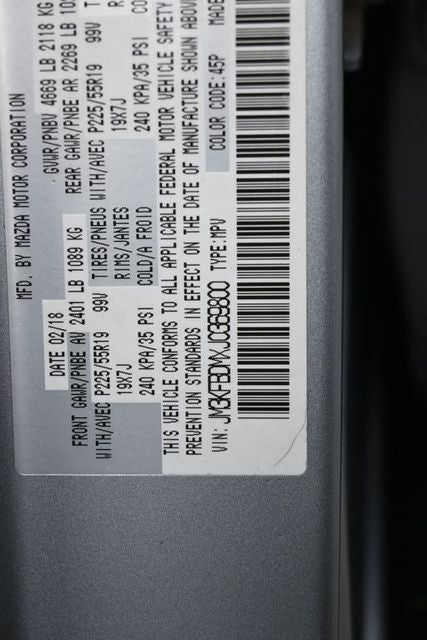 MFD. BY MAZDA MOTOR CORPORATION
DATE 02/18 GVWR/PNBV 4669 LB 2118 KG
FRONT GAWR/PNBE AV 2401 LB 1089 KG REAR GAWR/PNBE AR 2269 LB 102
WITH/AVEC P225/55R19 99V TIRES/PNEUS WITH/AVEC P225/55R19 99V T
19X7J RIMS/JANTES 19X7J R
240 KPA/35 PSI COLD/A FROID 240 KPA/35 PSI CO
THIS VEHICLE CONFORMS TO ALL APPLICABLE FEDERAL MOTOR VEHICLE SAFETY
PREVENTION STANDARDS IN EFFECT ON THE DATE OF MANUFACTURE SHOWN ABOV
VIN: JM3KFBDMXJ0369800 TYPE:MPV COLOR CODE:45P MADE